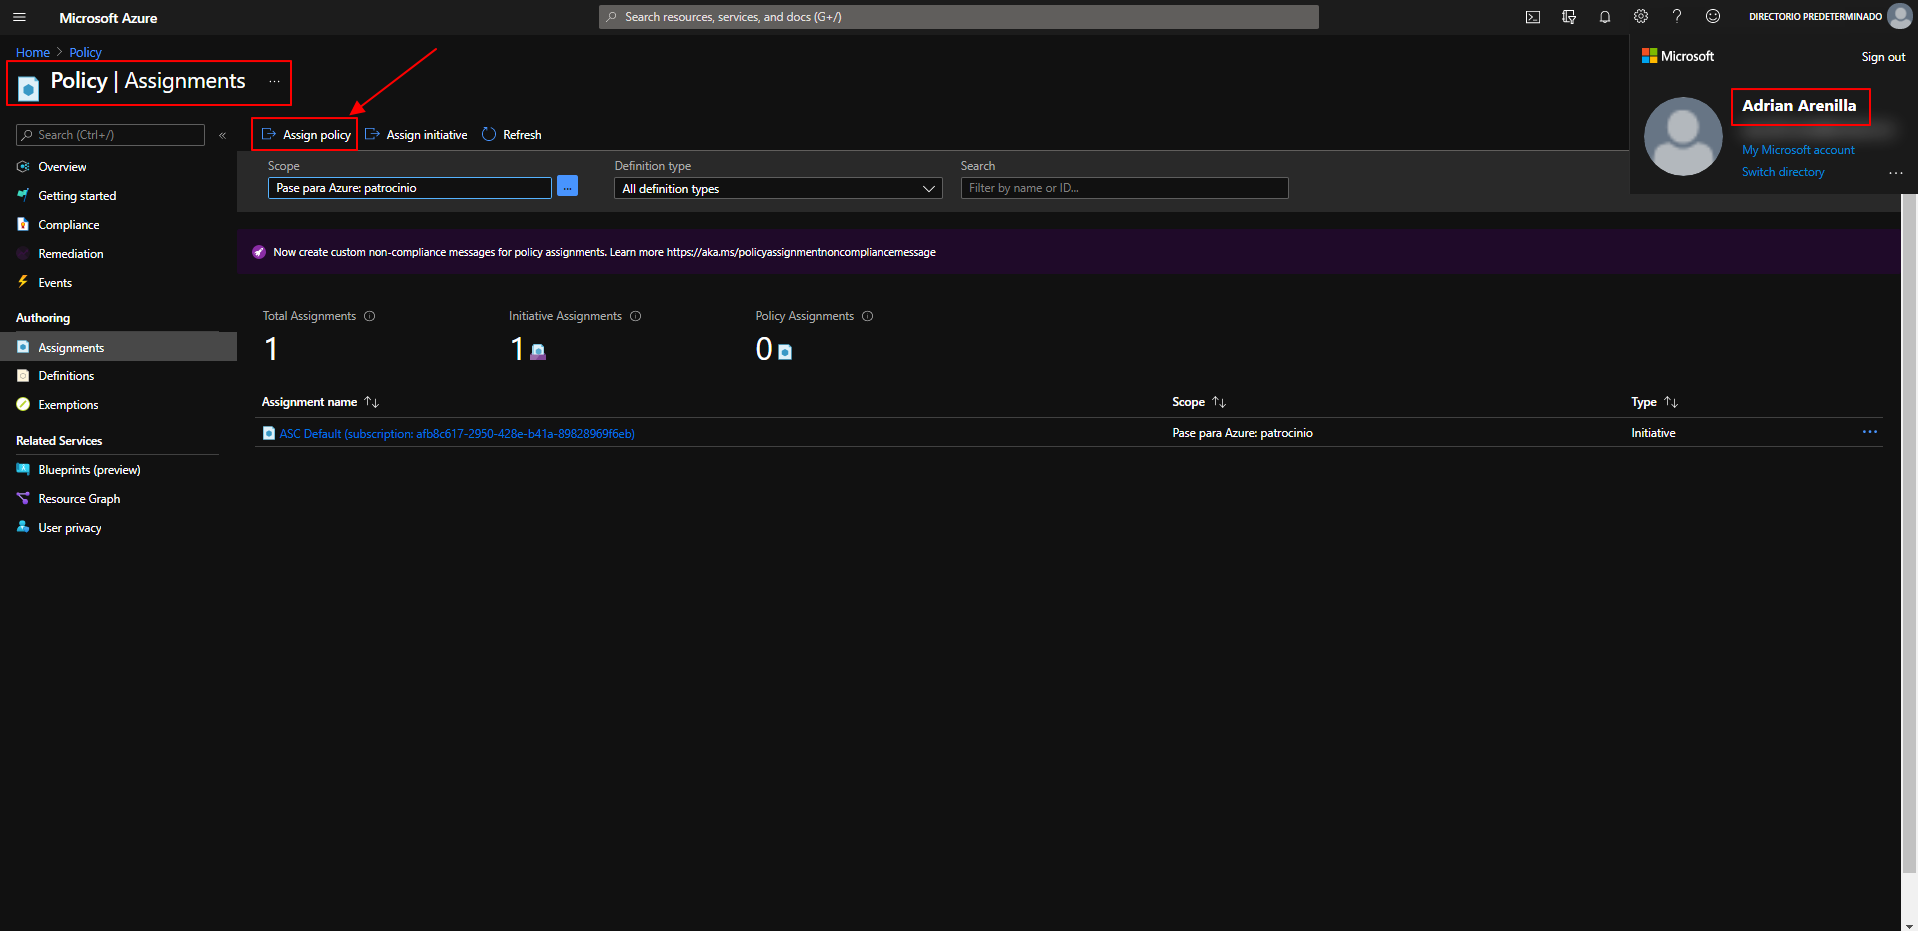 Microsoft Azure
Search resources, services, and docs (G+/)
DIRECTORIO PREDETERMINADO
Home > Policy
Policy | Assignments ...
Microsoft
Sign out
Adrian Arenilla
My Microsoft account
Switch directory
...
Search (Ctrl+/)
«
Overview
Getting started
Compliance
Remediation
Events
Authoring
Assignments
Definitions
Exemptions
Related Services
Blueprints (preview)
Resource Graph
User privacy
Assign policy
Assign initiative
Refresh
Scope
Definition type
Search
Pase para Azure: patrocinio
...
All definition types
Filter by name or ID...
Now create custom non-compliance messages for policy assignments. Learn more https://aka.ms/policyassignmentnoncompliancemessage
Total Assignments
Initiative Assignments
Policy Assignments
1
1
0
Assignment name ↑↓
Scope ↑↓
Type ↑↓
ASC Default (subscription: afb8c617-2950-428e-b41a-89828969f6eb)
Pase para Azure: patrocinio
Initiative
...